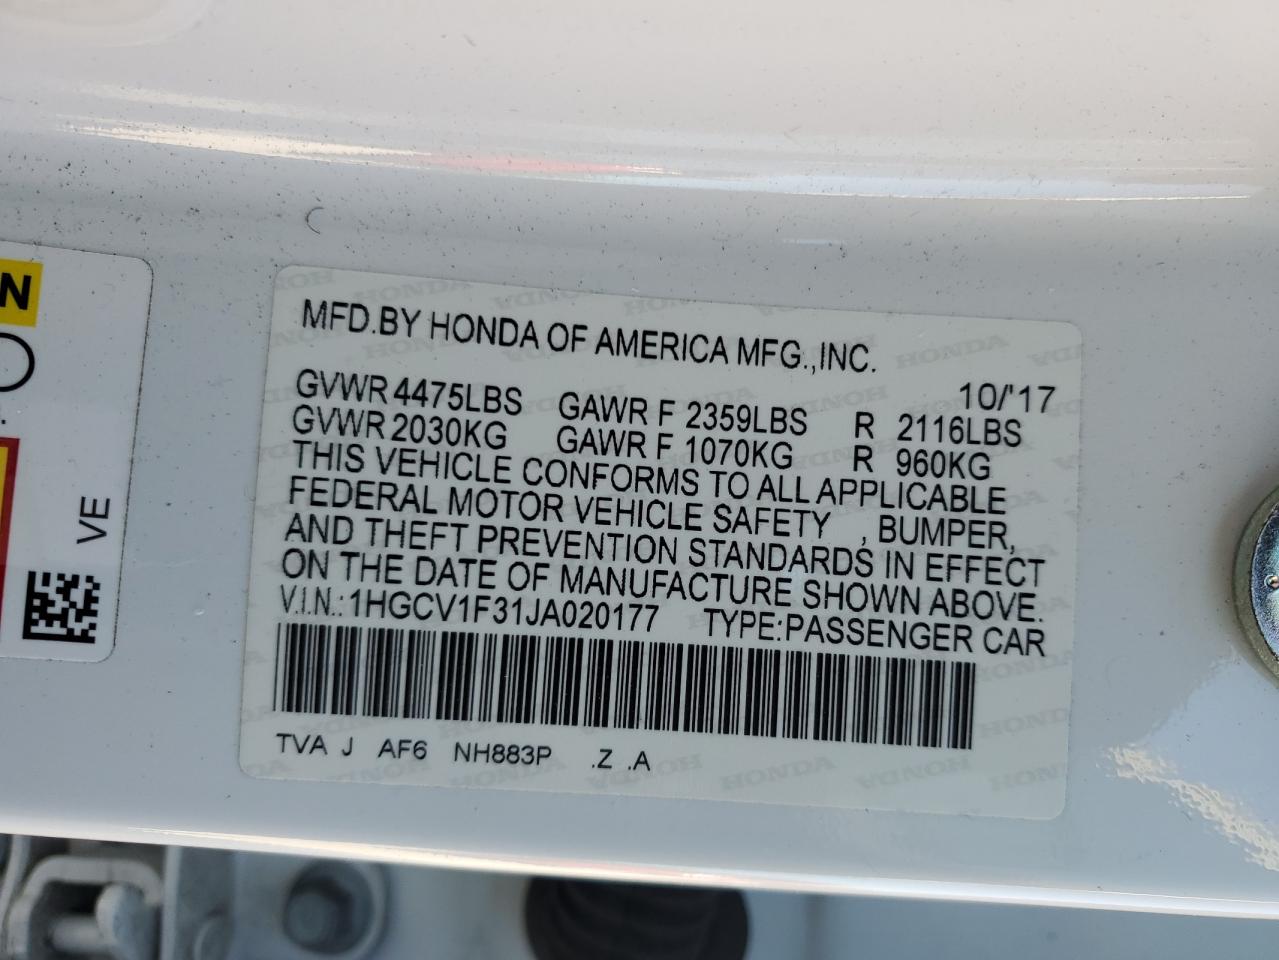 MFD.BY HONDA OF AMERICA MFG.,INC.
10/'17
GVWR 4475LBS GAWR F 2359LBS R 2116LBS
GVWR 2030KG GAWR F 1070KG R 960KG
THIS VEHICLE CONFORMS TO ALL APPLICABLE
FEDERAL MOTOR VEHICLE SAFETY , BUMPER,
AND THEFT PREVENTION STANDARDS IN EFFECT
ON THE DATE OF MANUFACTURE SHOWN ABOVE.
V.I.N.: 1HGCV1F31JA020177 TYPE:PASSENGER CAR
TVA J AF6 NH883P .Z .A
VE
N